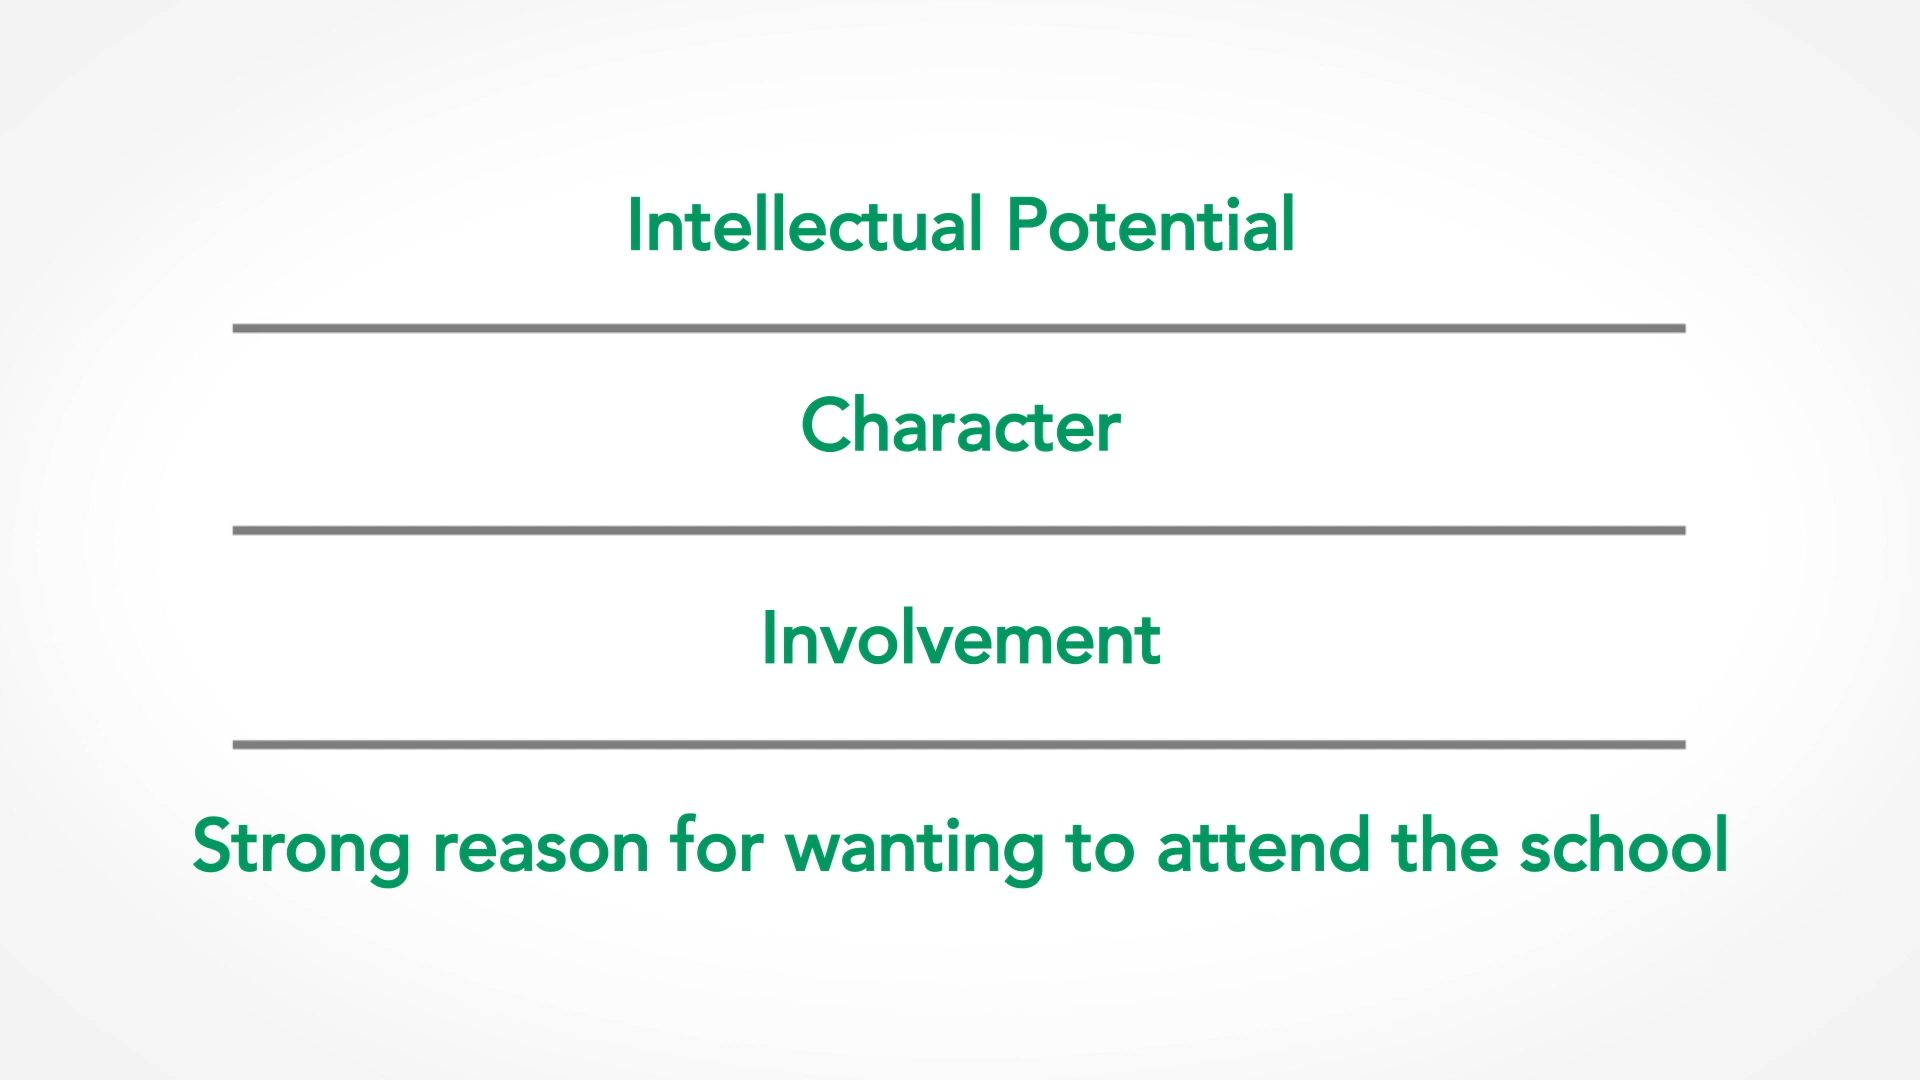 Intellectual Potential
Character
Involvement
Strong reason for wanting to attend the school